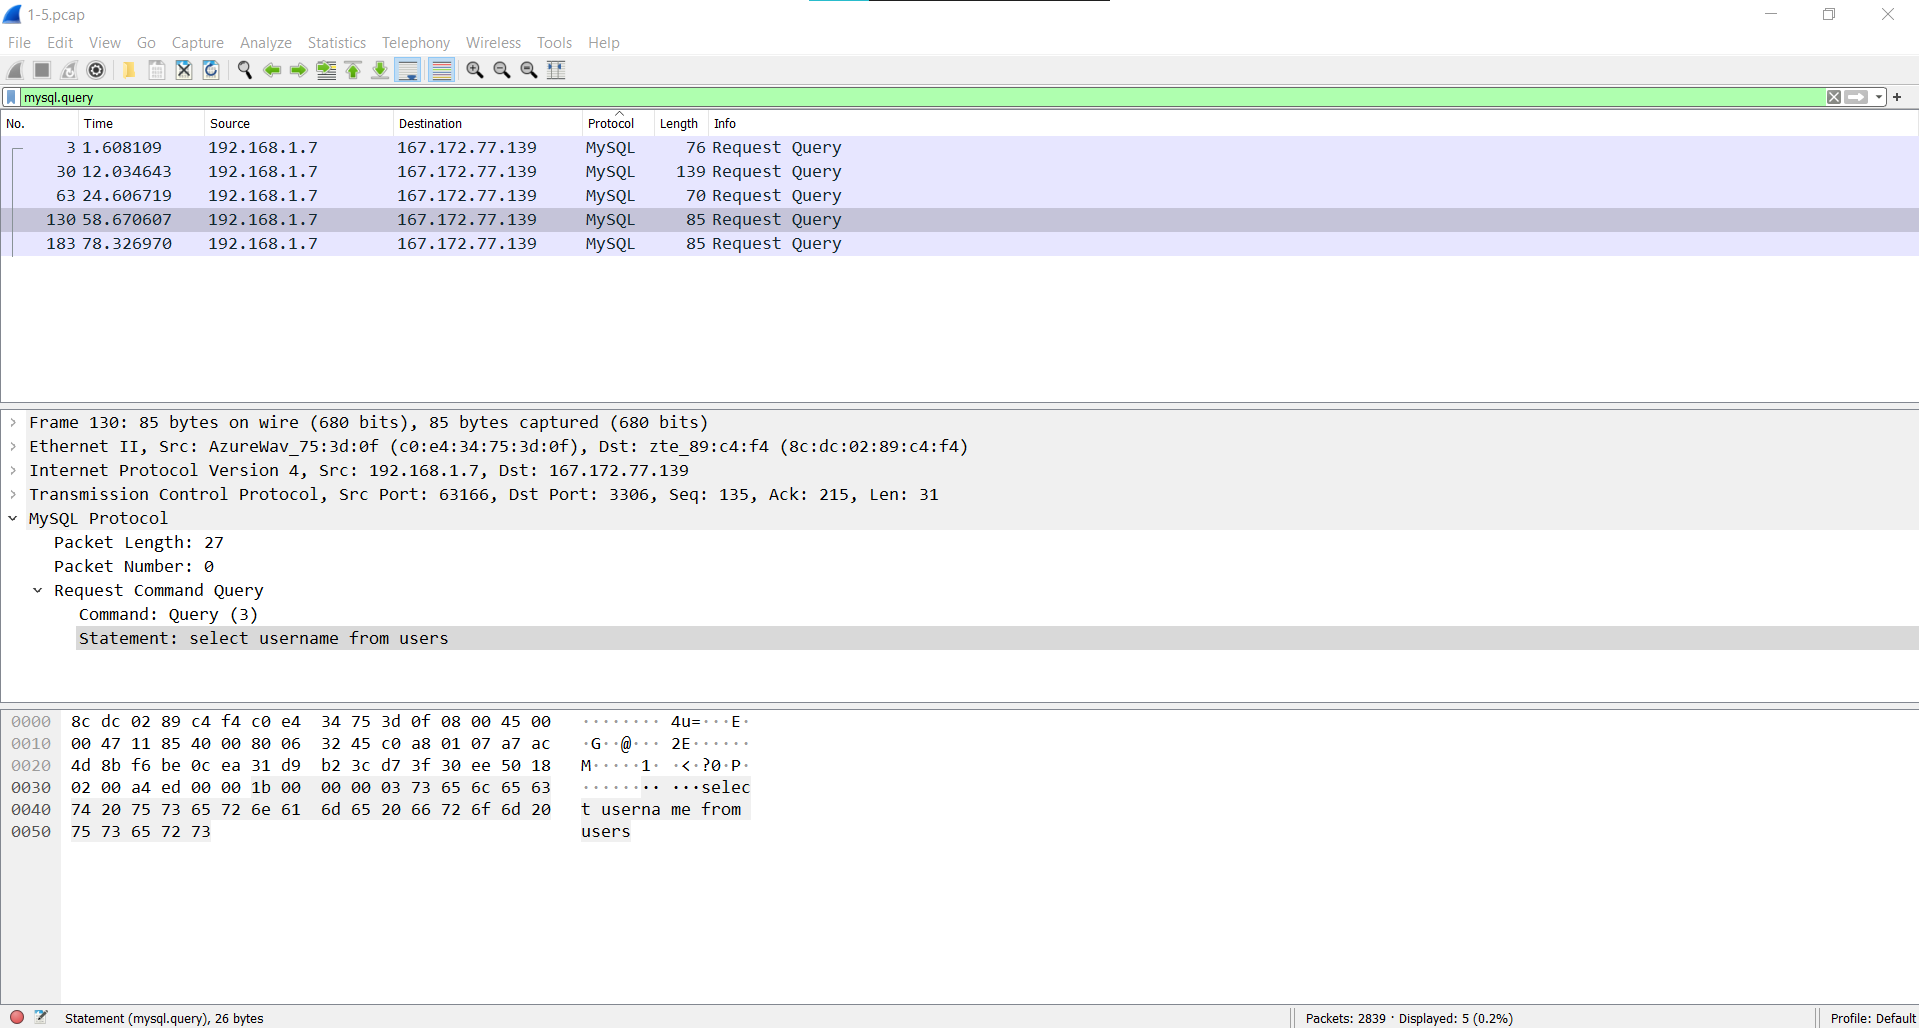 1-5.pcap
File Edit View Go Capture Analyze Statistics Telephony Wireless Tools Help
mysql.query
No. Time Source Destination Protocol Length Info
3 1.608109 192.168.1.7 167.172.77.139 MySQL 76 Request Query
30 12.034643 192.168.1.7 167.172.77.139 MySQL 139 Request Query
63 24.606719 192.168.1.7 167.172.77.139 MySQL 70 Request Query
130 58.670607 192.168.1.7 167.172.77.139 MySQL 85 Request Query
183 78.326970 192.168.1.7 167.172.77.139 MySQL 85 Request Query
Frame 130: 85 bytes on wire (680 bits), 85 bytes captured (680 bits)
Ethernet II, Src: AzureWav_75:3d:0f (c0:e4:34:75:3d:0f), Dst: zte_89:c4:f4 (8c:dc:02:89:c4:f4)
Internet Protocol Version 4, Src: 192.168.1.7, Dst: 167.172.77.139
Transmission Control Protocol, Src Port: 63166, Dst Port: 3306, Seq: 135, Ack: 215, Len: 31
MySQL Protocol
Packet Length: 27
Packet Number: 0
Request Command Query
Command: Query (3)
Statement: select username from users
0000 8c dc 02 89 c4 f4 c0 e4 34 75 3d 0f 08 00 45 00 ········ 4u=···E·
0010 00 47 11 85 40 00 80 06 32 45 c0 a8 01 07 a7 ac ·G··@··· 2E······
0020 4d 8b f6 be 0c ea 31 d9 b2 3c d7 3f 30 ee 50 18 M·····1· ·<·?0·P·
0030 02 00 a4 ed 00 00 1b 00 00 00 03 73 65 6c 65 63 ········ ···selec
0040 74 20 75 73 65 72 6e 61 6d 65 20 66 72 6f 6d 20 t userna me from
0050 75 73 65 72 73 users
Statement (mysql.query), 26 bytes
Packets: 2839 · Displayed: 5 (0.2%)
Profile: Default